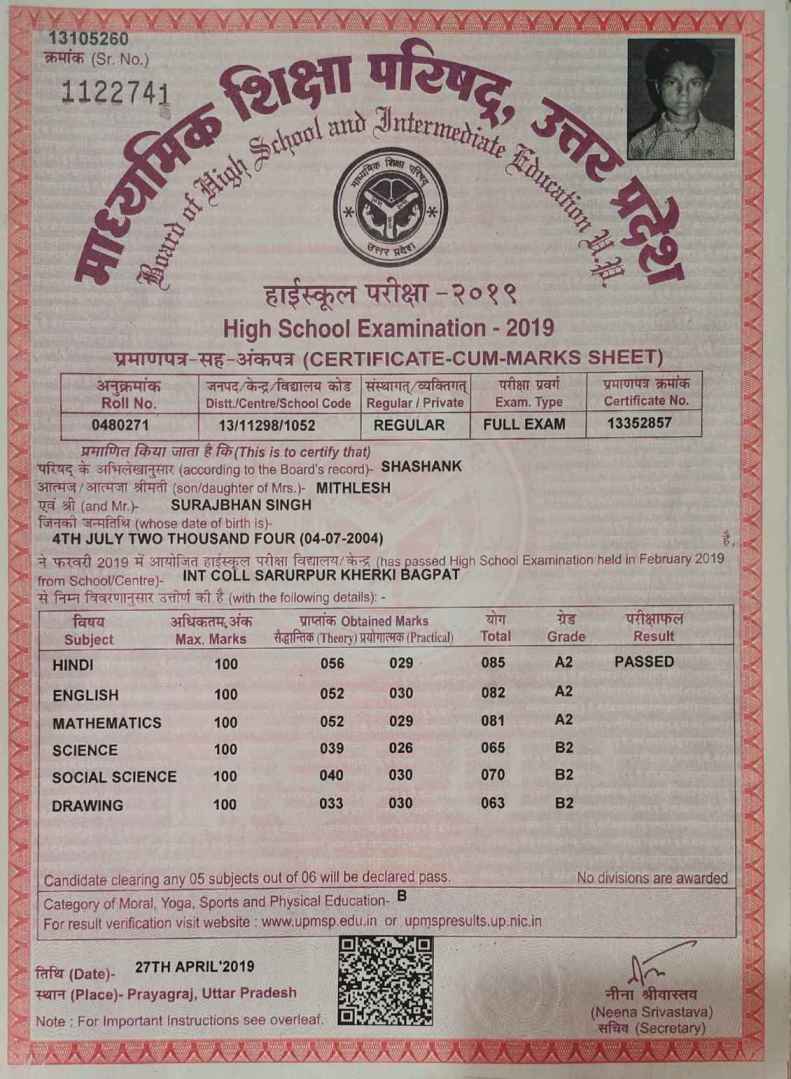 13105260
क्रमांक (Sr. No.)
1122741
माध्यमिक शिक्षा परिषद्, उत्तर प्रदेश
Board of High School and Intermediate Education U.P.
माध्यमिक शिक्षा परिषद्
उत्तर प्रदेश
हाईस्कूल परीक्षा -२०१९
High School Examination - 2019
प्रमाणपत्र-सह-अंकपत्र (CERTIFICATE-CUM-MARKS SHEET)
अनुक्रमांक जनपद/केन्द्र/विद्यालय कोड संस्थागत/व्यक्तिगत परीक्षा प्रवर्ग प्रमाणपत्र क्रमांक
Roll No. Distt./Centre/School Code Regular / Private Exam. Type Certificate No.
0480271 13/11298/1052 REGULAR FULL EXAM 13352857
प्रमाणित किया जाता है कि (This is to certify that)
परिषद् के अभिलेखानुसार (according to the Board's record)- SHASHANK
आत्मज/आत्मजा श्रीमती (son/daughter of Mrs.)- MITHLESH
एवं श्री (and Mr.)- SURAJBHAN SINGH
जिनकी जन्मतिथि (whose date of birth is)-
4TH JULY TWO THOUSAND FOUR (04-07-2004) है,
ने फरवरी 2019 में आयोजित हाईस्कूल परीक्षा विद्यालय/केन्द्र (has passed High School Examination held in February 2019
from School/Centre)- INT COLL SARURPUR KHERKI BAGPAT
से निम्न विवरणानुसार उत्तीर्ण की है (with the following details): -
विषय अधिकतम् अंक प्राप्तांक Obtained Marks योग ग्रेड परीक्षाफल
Subject Max. Marks सैद्धान्तिक (Theory) प्रयोगात्मक (Practical) Total Grade Result
HINDI 100 056 029 085 A2 PASSED
ENGLISH 100 052 030 082 A2
MATHEMATICS 100 052 029 081 A2
SCIENCE 100 039 026 065 B2
SOCIAL SCIENCE 100 040 030 070 B2
DRAWING 100 033 030 063 B2
Candidate clearing any 05 subjects out of 06 will be declared pass. No divisions are awarded
Category of Moral, Yoga, Sports and Physical Education- B
For result verification visit website : www.upmsp.edu.in or upmspresults.up.nic.in
तिथि (Date)- 27TH APRIL'2019
स्थान (Place)- Prayagraj, Uttar Pradesh
Note : For Important Instructions see overleaf.
नीना श्रीवास्तव
(Neena Srivastava)
सचिव (Secretary)